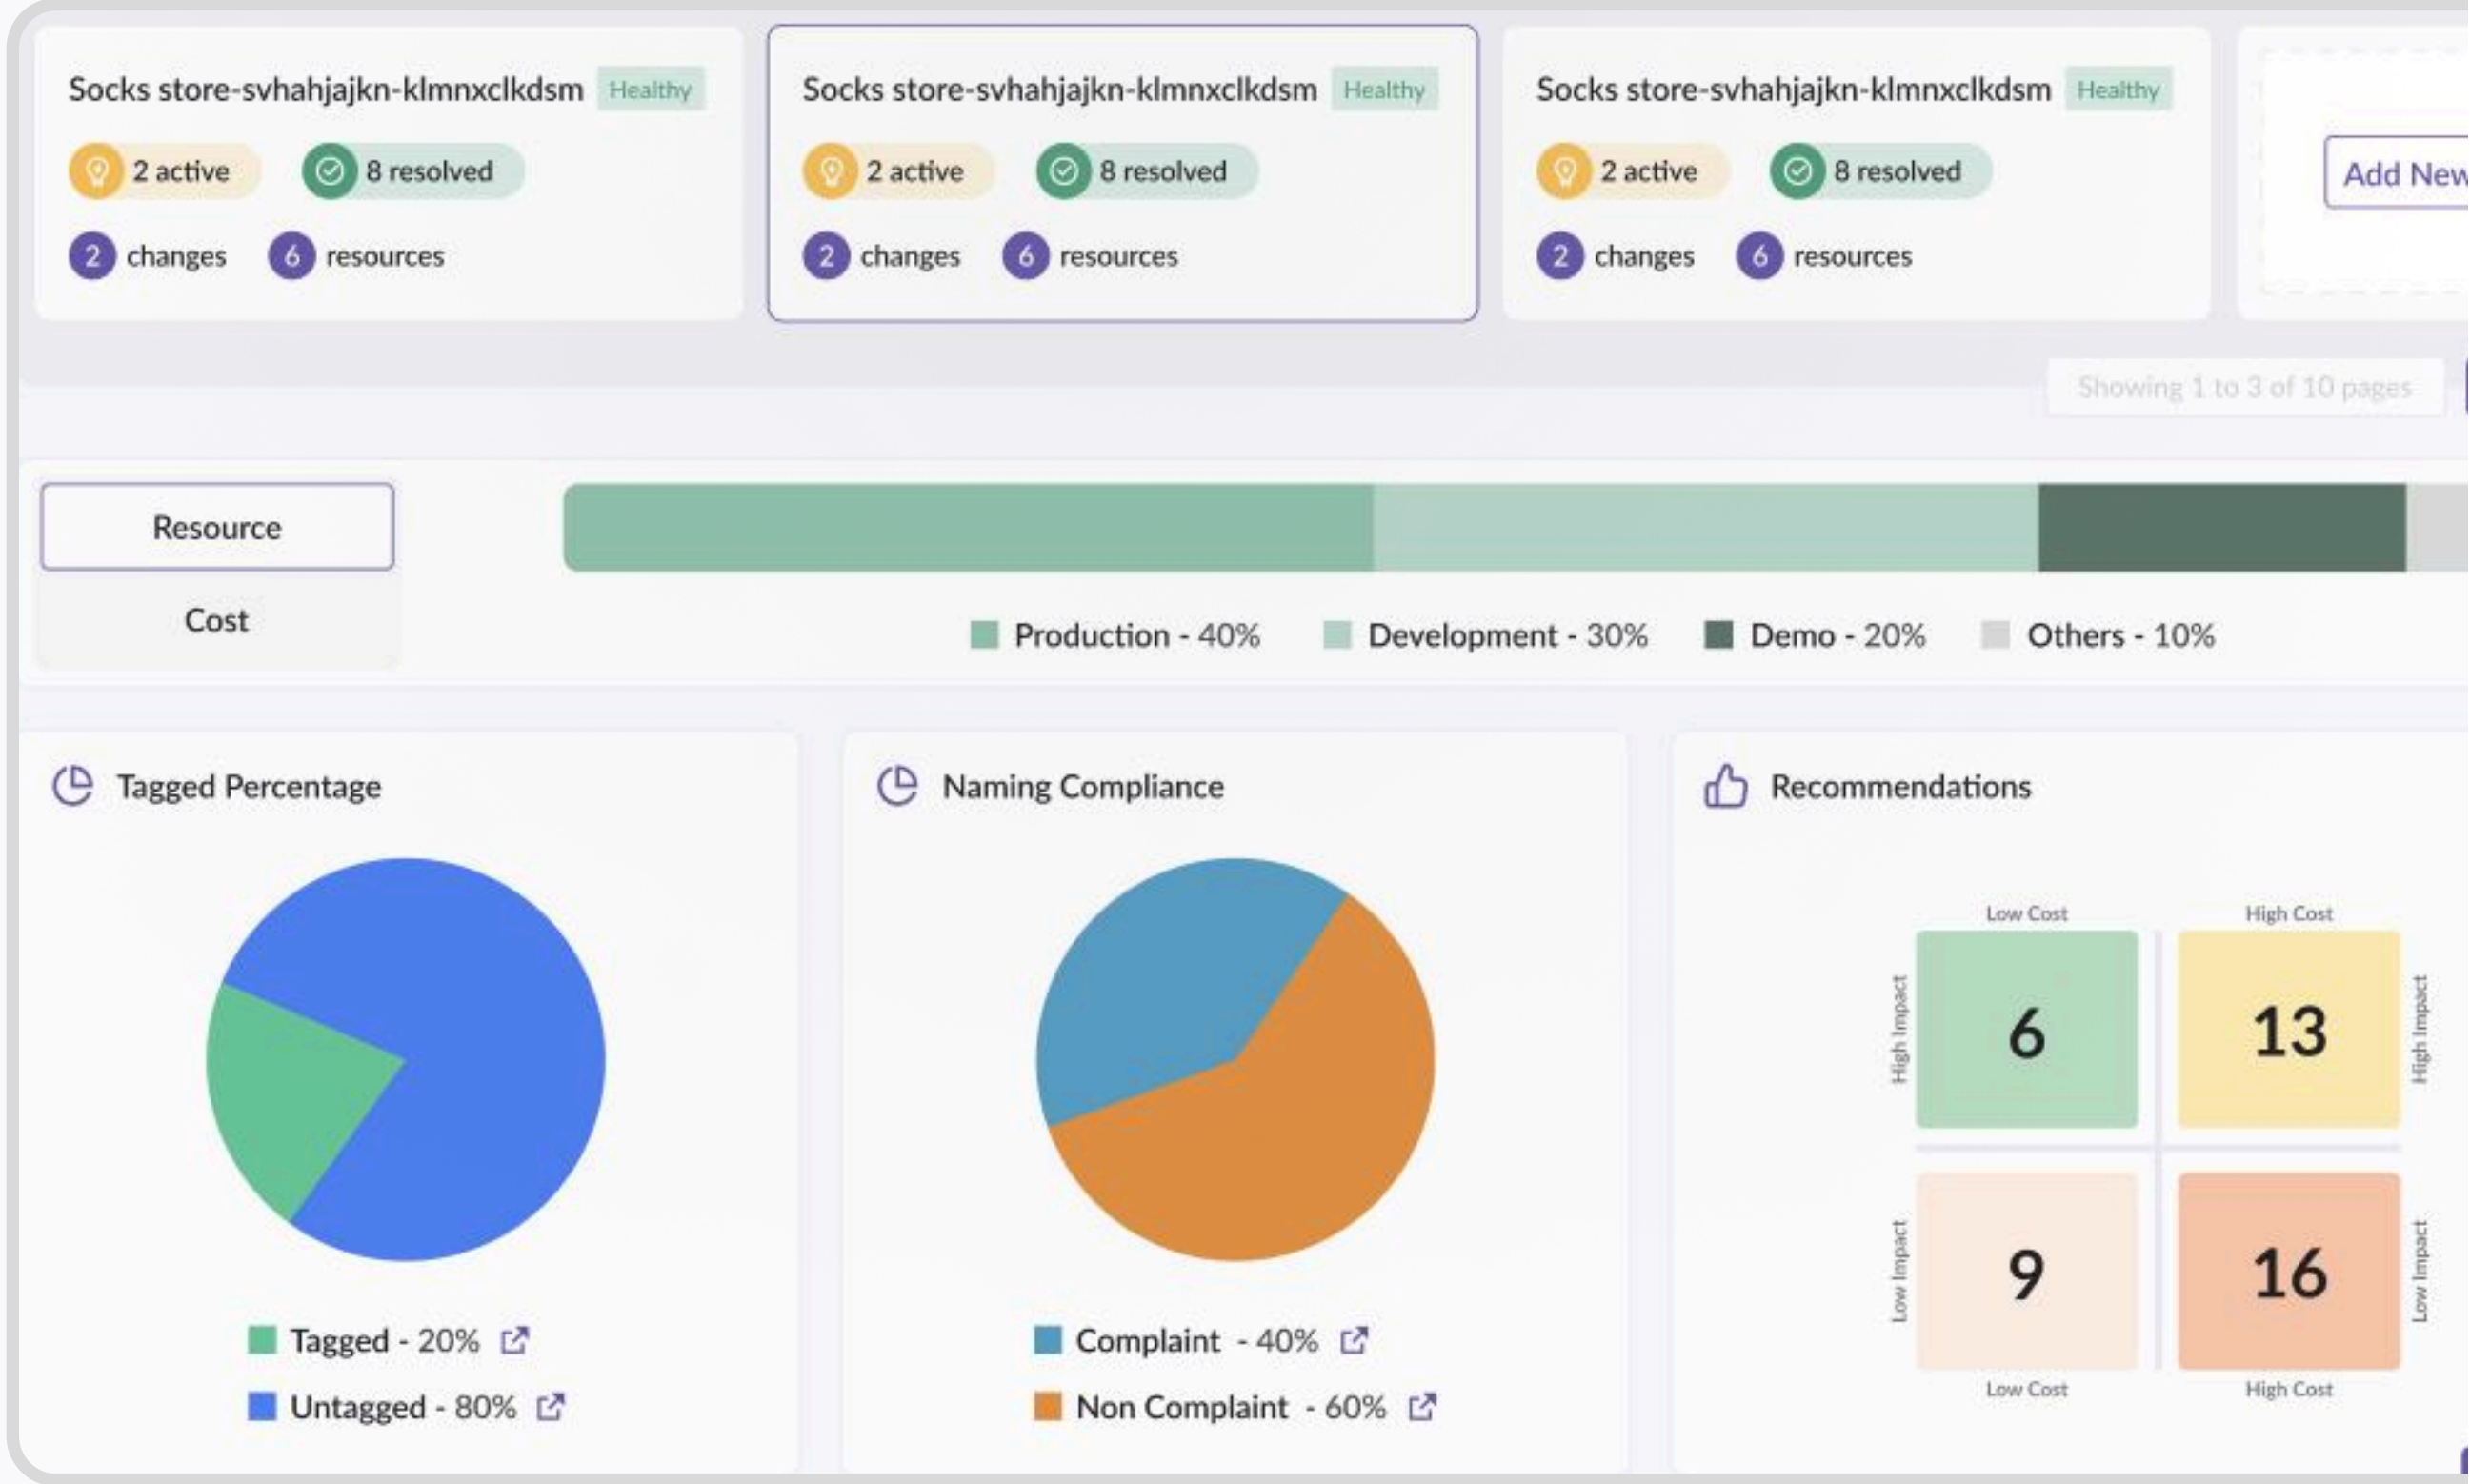 Socks store-svhahjajkn-klmnxclkdsm Healthy
2 active 8 resolved
2 changes 6 resources
Socks store-svhahjajkn-klmnxclkdsm Healthy
2 active 8 resolved
2 changes 6 resources
Socks store-svhahjajkn-klmnxclkdsm Healthy
2 active 8 resolved
2 changes 6 resources
Add New
Showing 1 to 3 of 10 pages
Resource
Cost
Production - 40% Development - 30% Demo - 20% Others - 10%
Tagged Percentage
Tagged - 20%
Untagged - 80%
Naming Compliance
Complaint - 40%
Non Complaint - 60%
Recommendations
Low Cost High Cost
High Impact 6 13 High Impact
Low Impact 9 16 Low Impact
Low Cost High Cost